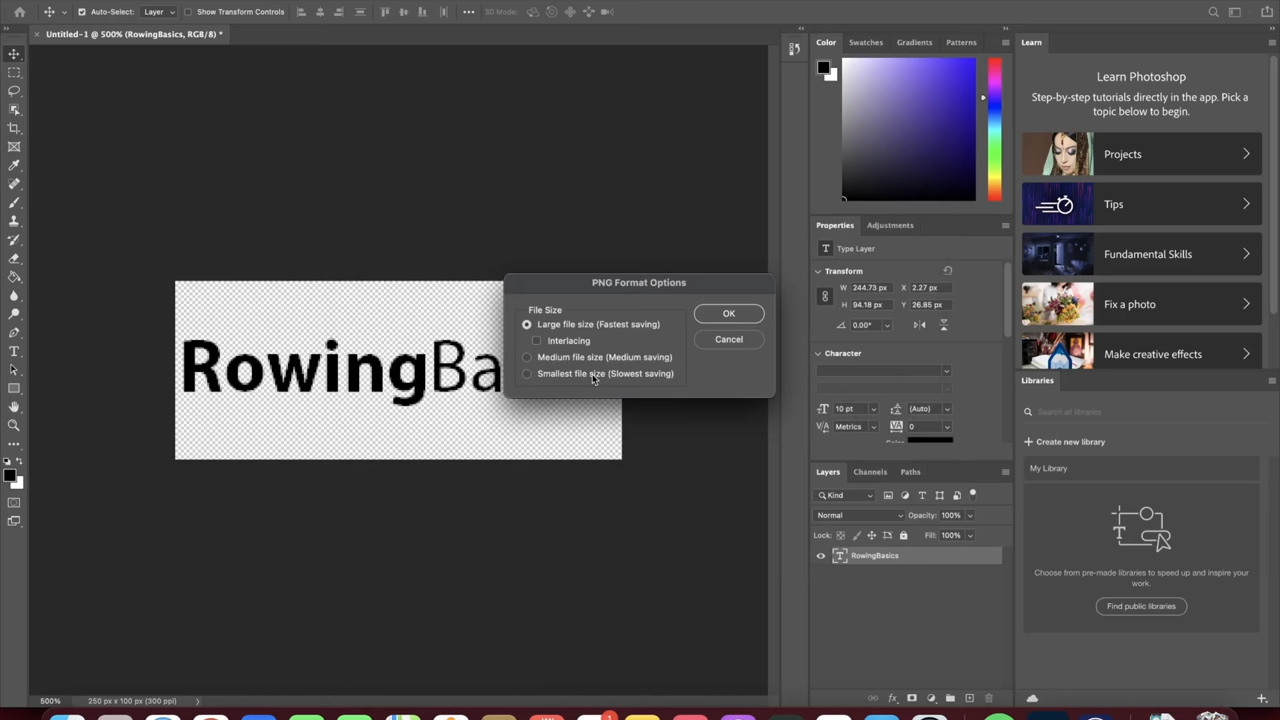 Auto-Select: Layer Show Transform Controls 3D Mode:
Untitled-1 @ 500% (RowingBasics, RGB/8) *
RowingBa
PNG Format Options
File Size
Large file size (Fastest saving)
Interlacing
Medium file size (Medium saving)
Smallest file size (Slowest saving)
OK
Cancel
500% 250 px x 100 px (300 ppi)
Color Swatches Gradients Patterns
Properties Adjustments
T Type Layer
Transform
W 244.73 px X 2.27 px
H 94.18 px Y 26.85 px
0.00°
Character
10 pt (Auto)
Metrics 0
Color
Layers Channels Paths
Kind
Normal Opacity: 100%
Lock: Fill: 100%
T RowingBasics
Learn
Learn Photoshop
Step-by-step tutorials directly in the app. Pick a
topic below to begin.
Projects
Tips
Fundamental Skills
Fix a photo
Make creative effects
Libraries
Search all libraries
Create new library
My Library
Choose from pre-made libraries to speed up and inspire your
work.
Find public libraries